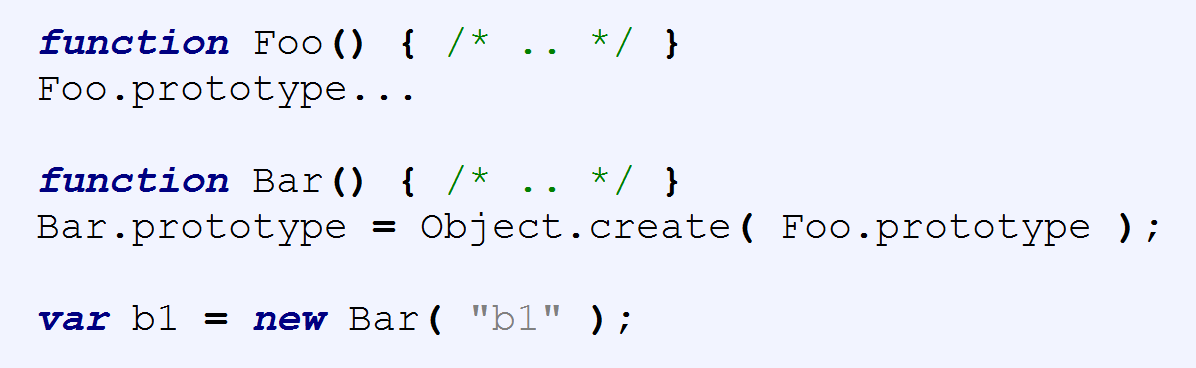 function Foo() { /* .. */ }
Foo.prototype...
function Bar() { /* .. */ }
Bar.prototype = Object.create( Foo.prototype );
var b1 = new Bar( "b1" );